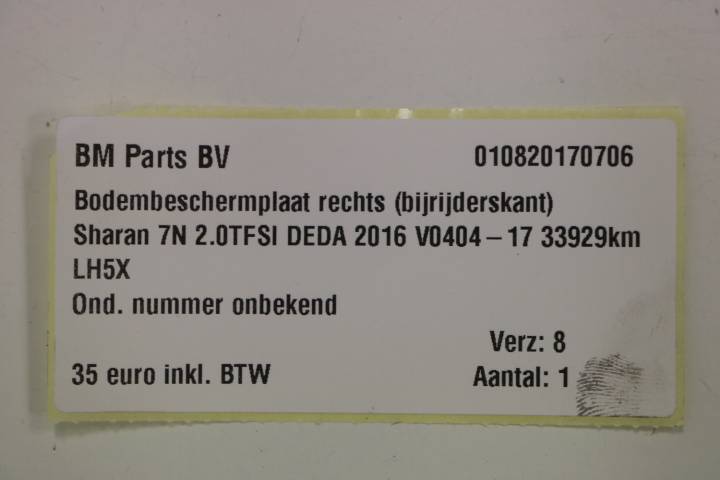 BM Parts BV 010820170706
Bodembeschermplaat rechts (bijrijderskant)
Sharan 7N 2.0TFSI DEDA 2016 V0404 – 17 33929km
LH5X
Ond. nummer onbekend
Verz: 8
35 euro inkl. BTW Aantal: 1